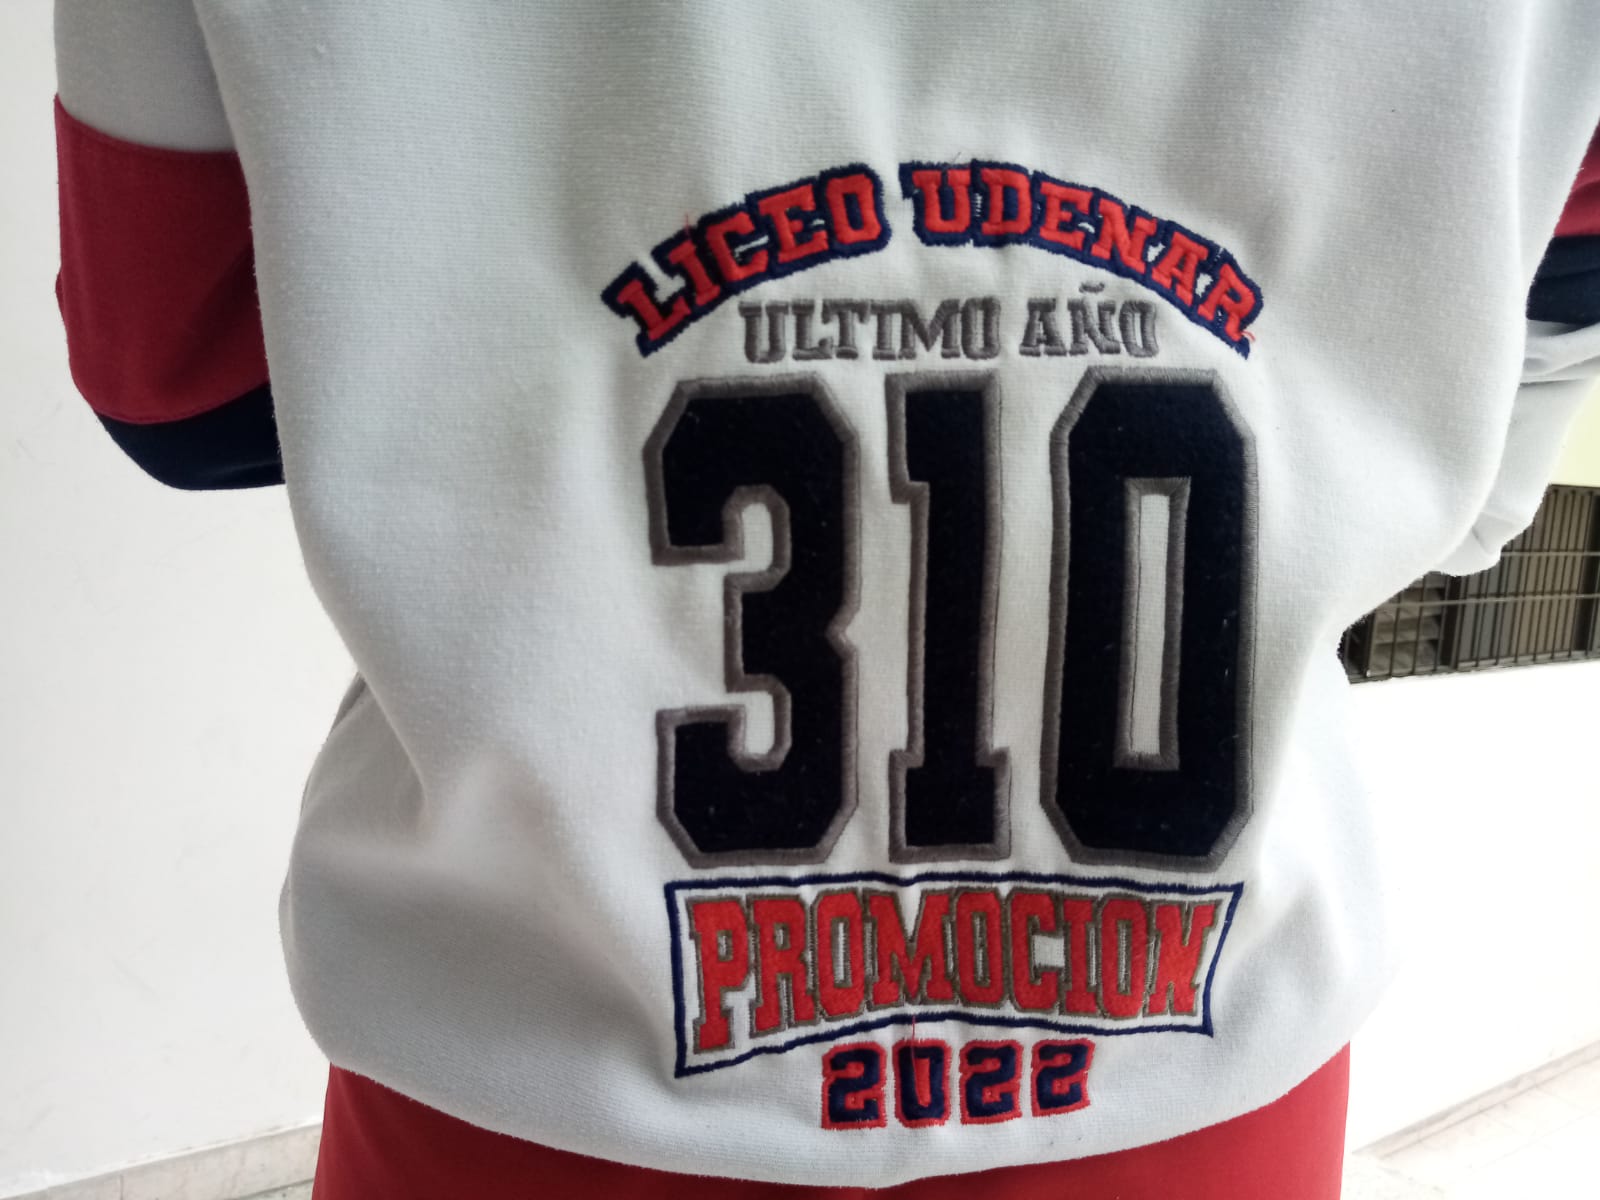 LICEO UDENAR
ULTIMO AÑO
310
PROMOCION
2022